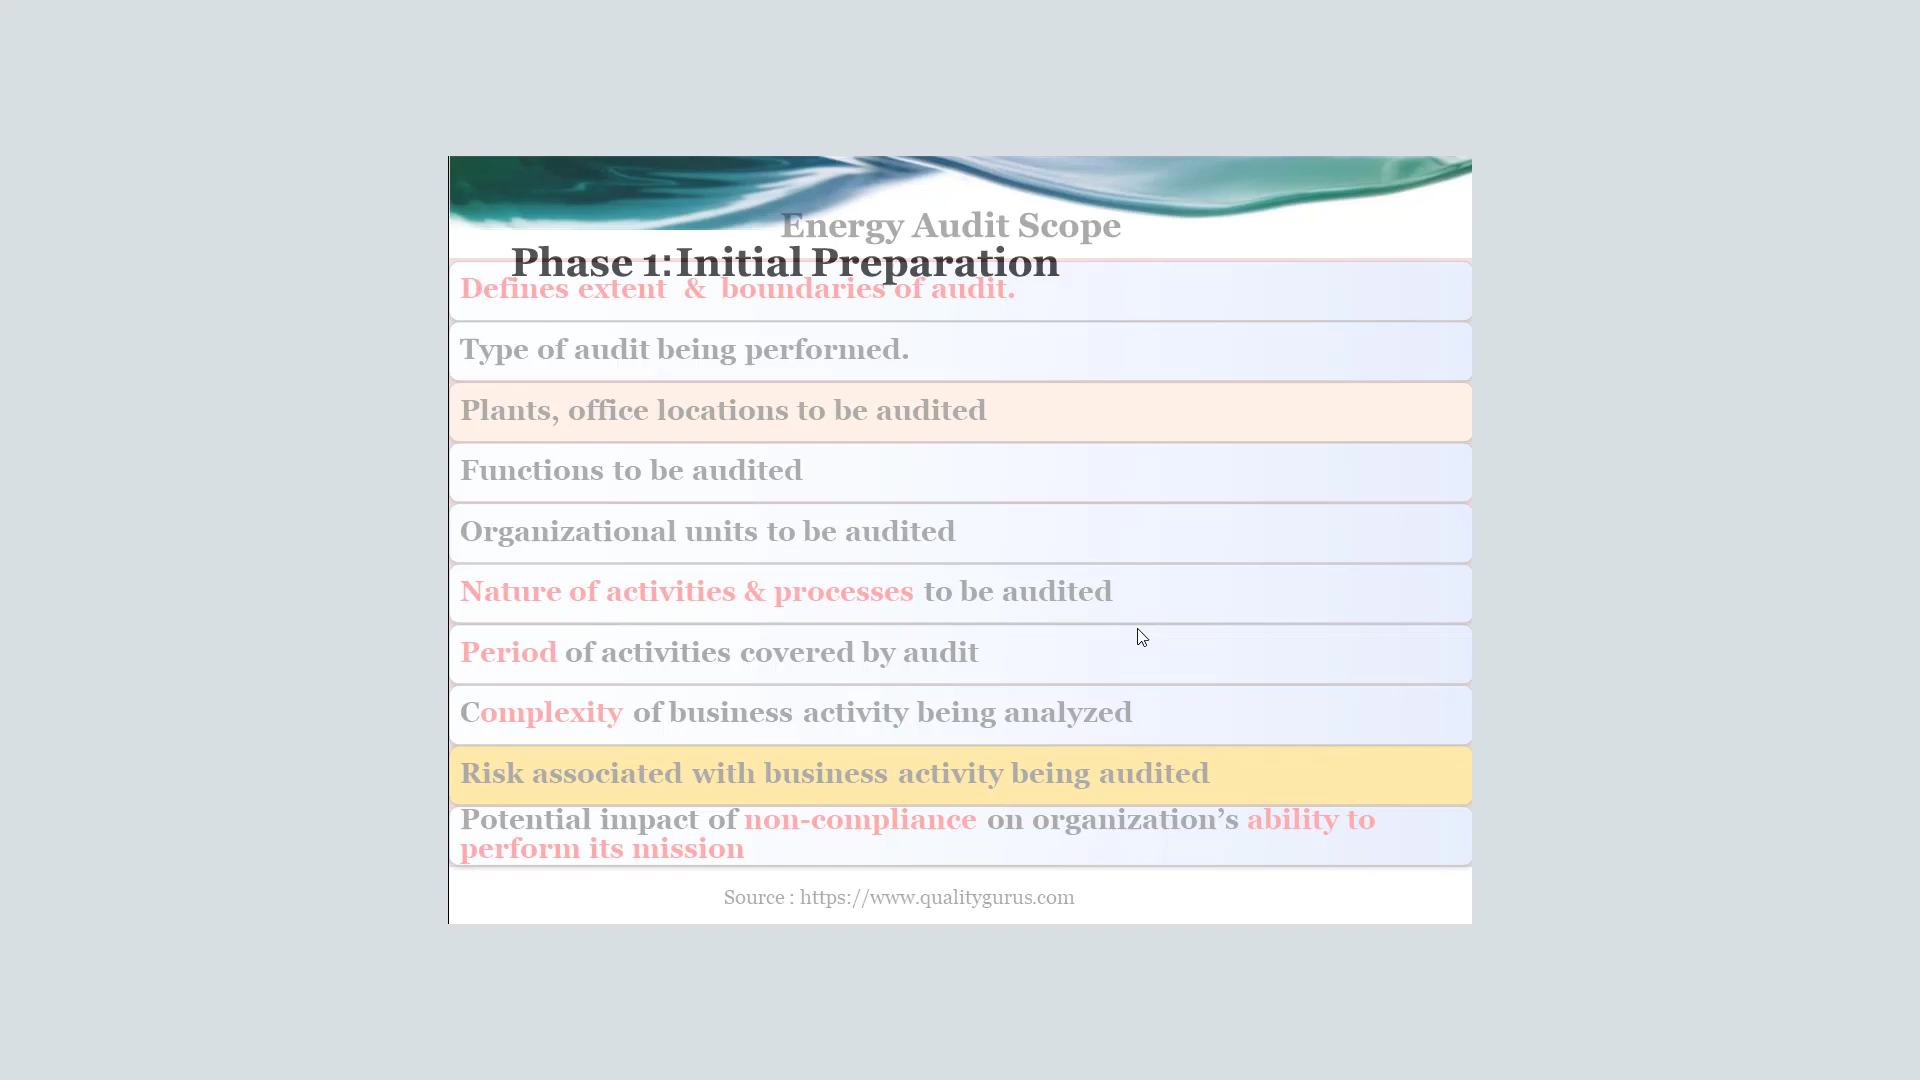 Energy Audit Scope
Phase 1:Initial Preparation
Defines extent & boundaries of audit.
Type of audit being performed.
Plants, office locations to be audited
Functions to be audited
Organizational units to be audited
Nature of activities & processes to be audited
Period of activities covered by audit
Complexity of business activity being analyzed
Risk associated with business activity being audited
Potential impact of non-compliance on organization’s ability to
perform its mission
Source : https://www.qualitygurus.com